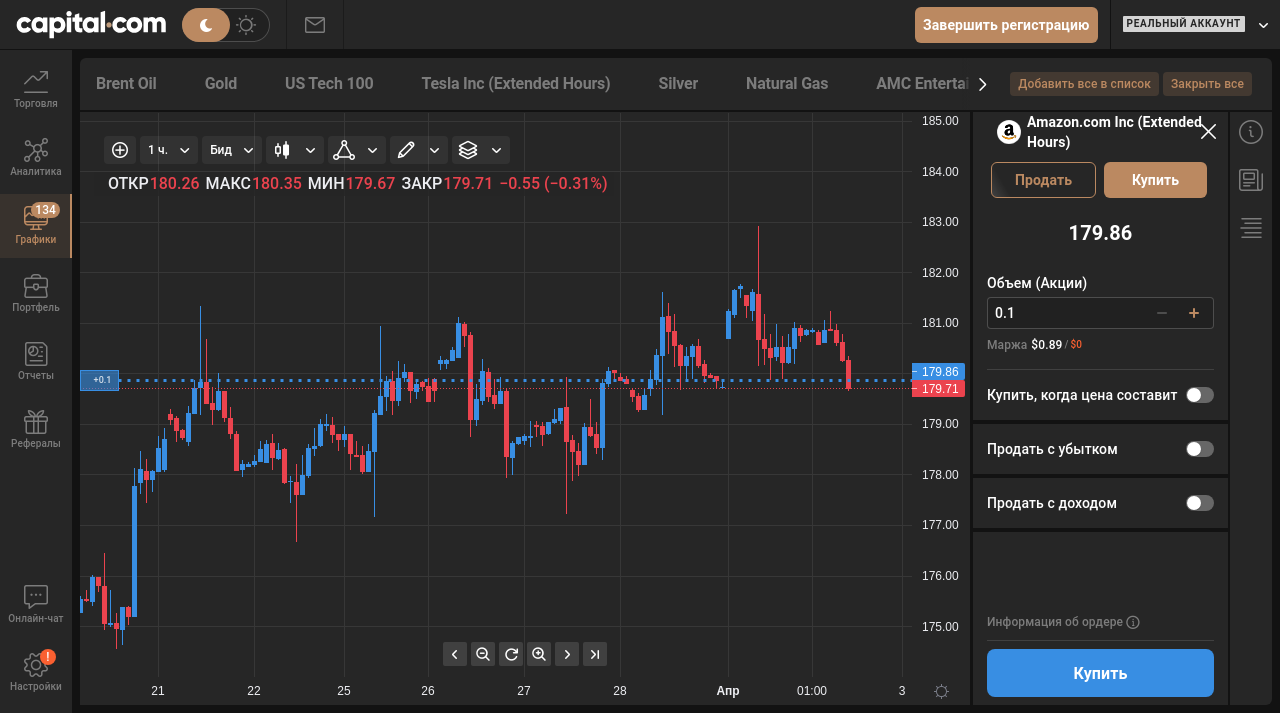 capital.com
Завершить регистрацию
РЕАЛЬНЫЙ АККАУНТ
Торговля
Аналитика
134
Графики
Портфель
Отчеты
Рефералы
Онлайн-чат
!
Настройки
Brent Oil
Gold
US Tech 100
Tesla Inc (Extended Hours)
Silver
Natural Gas
AMC Enterta
Добавить все в список
Закрыть все
1 ч.
Бид
ОТКР 180.26 МАКС 180.35 МИН 179.67 ЗАКР 179.71 −0.55 (−0.31%)
185.00
184.00
183.00
182.00
181.00
179.86
179.71
179.00
178.00
177.00
176.00
175.00
+0.1
21
22
25
26
27
28
Апр
01:00
3
Amazon.com Inc (Extended
Hours)
Продать
Купить
179.86
Объем (Акции)
0.1
Маржа $0.89 / $0
Купить, когда цена составит
Продать с убытком
Продать с доходом
Информация об ордере
Купить